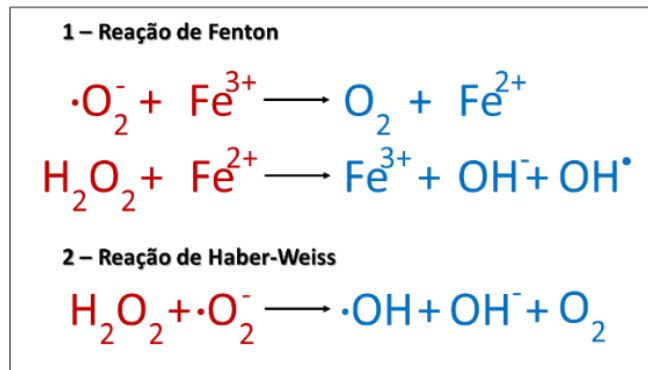 1 – Reação de Fenton
·O₂⁻ + Fe³⁺ ⟶ O₂ + Fe²⁺
H₂O₂ + Fe²⁺ ⟶ Fe³⁺ + OH⁻ + OH•
2 – Reação de Haber-Weiss
H₂O₂ + ·O₂⁻ ⟶ ·OH + OH⁻ + O₂